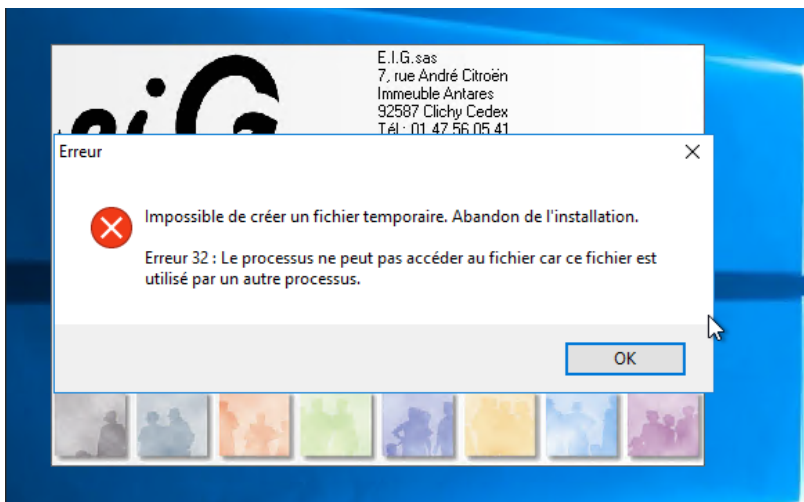 E.I.G.sas
7, rue André Citroën
Immeuble Antares
92587 Clichy Cedex
Tél : 01 47 56 05 41
eiG
Erreur
Impossible de créer un fichier temporaire. Abandon de l'installation.
Erreur 32 : Le processus ne peut pas accéder au fichier car ce fichier est
utilisé par un autre processus.
OK